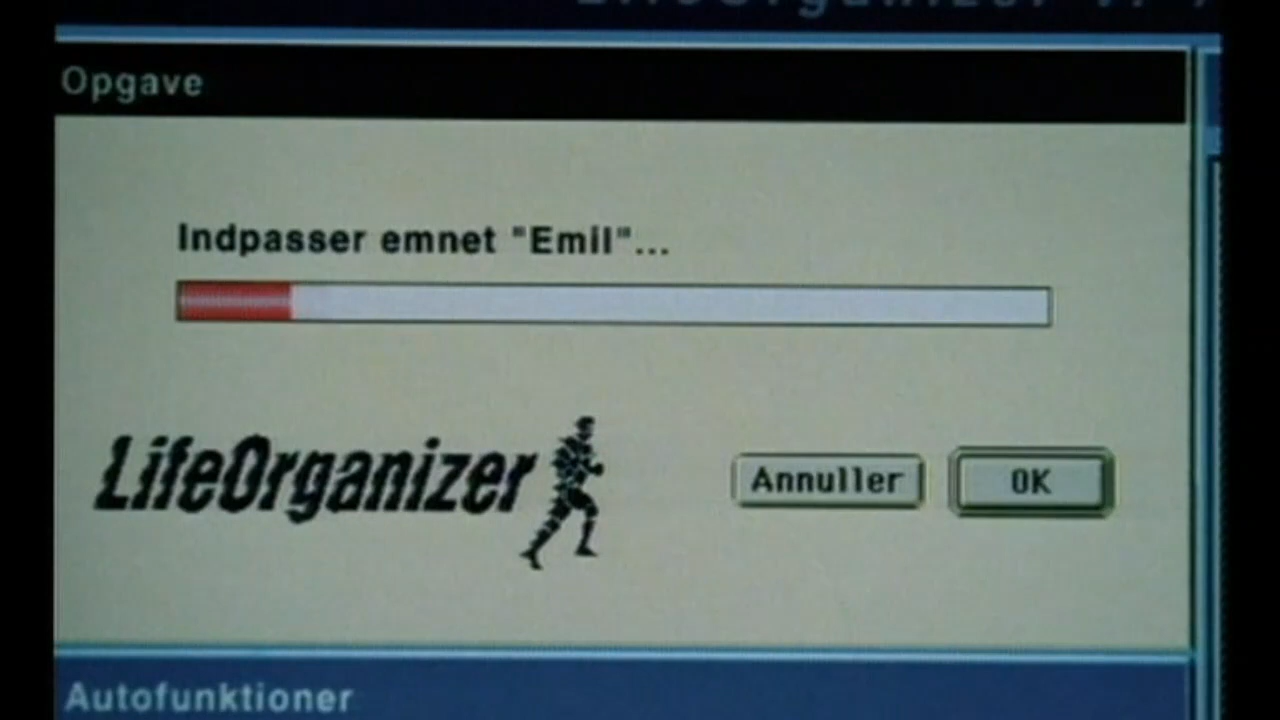 Opgave
Indpasser emnet "Emil"...
LifeOrganizer
Annuller
OK
Autofunktioner